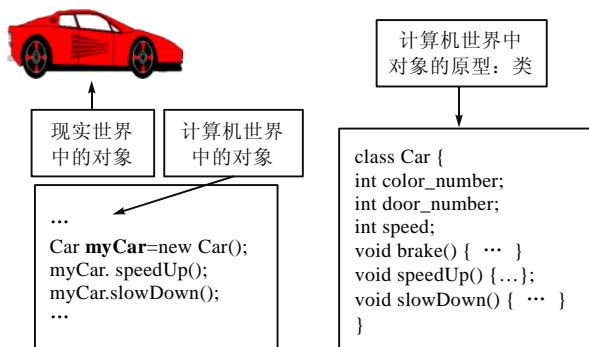 现实世界
中的对象
计算机世界
中的对象
…
Car myCar=new Car();
myCar. speedUp();
myCar.slowDown();
…
计算机世界中
对象的原型：类
class Car {
int color_number;
int door_number;
int speed;
void brake() { … }
void speedUp() {…};
void slowDown() { … }
}